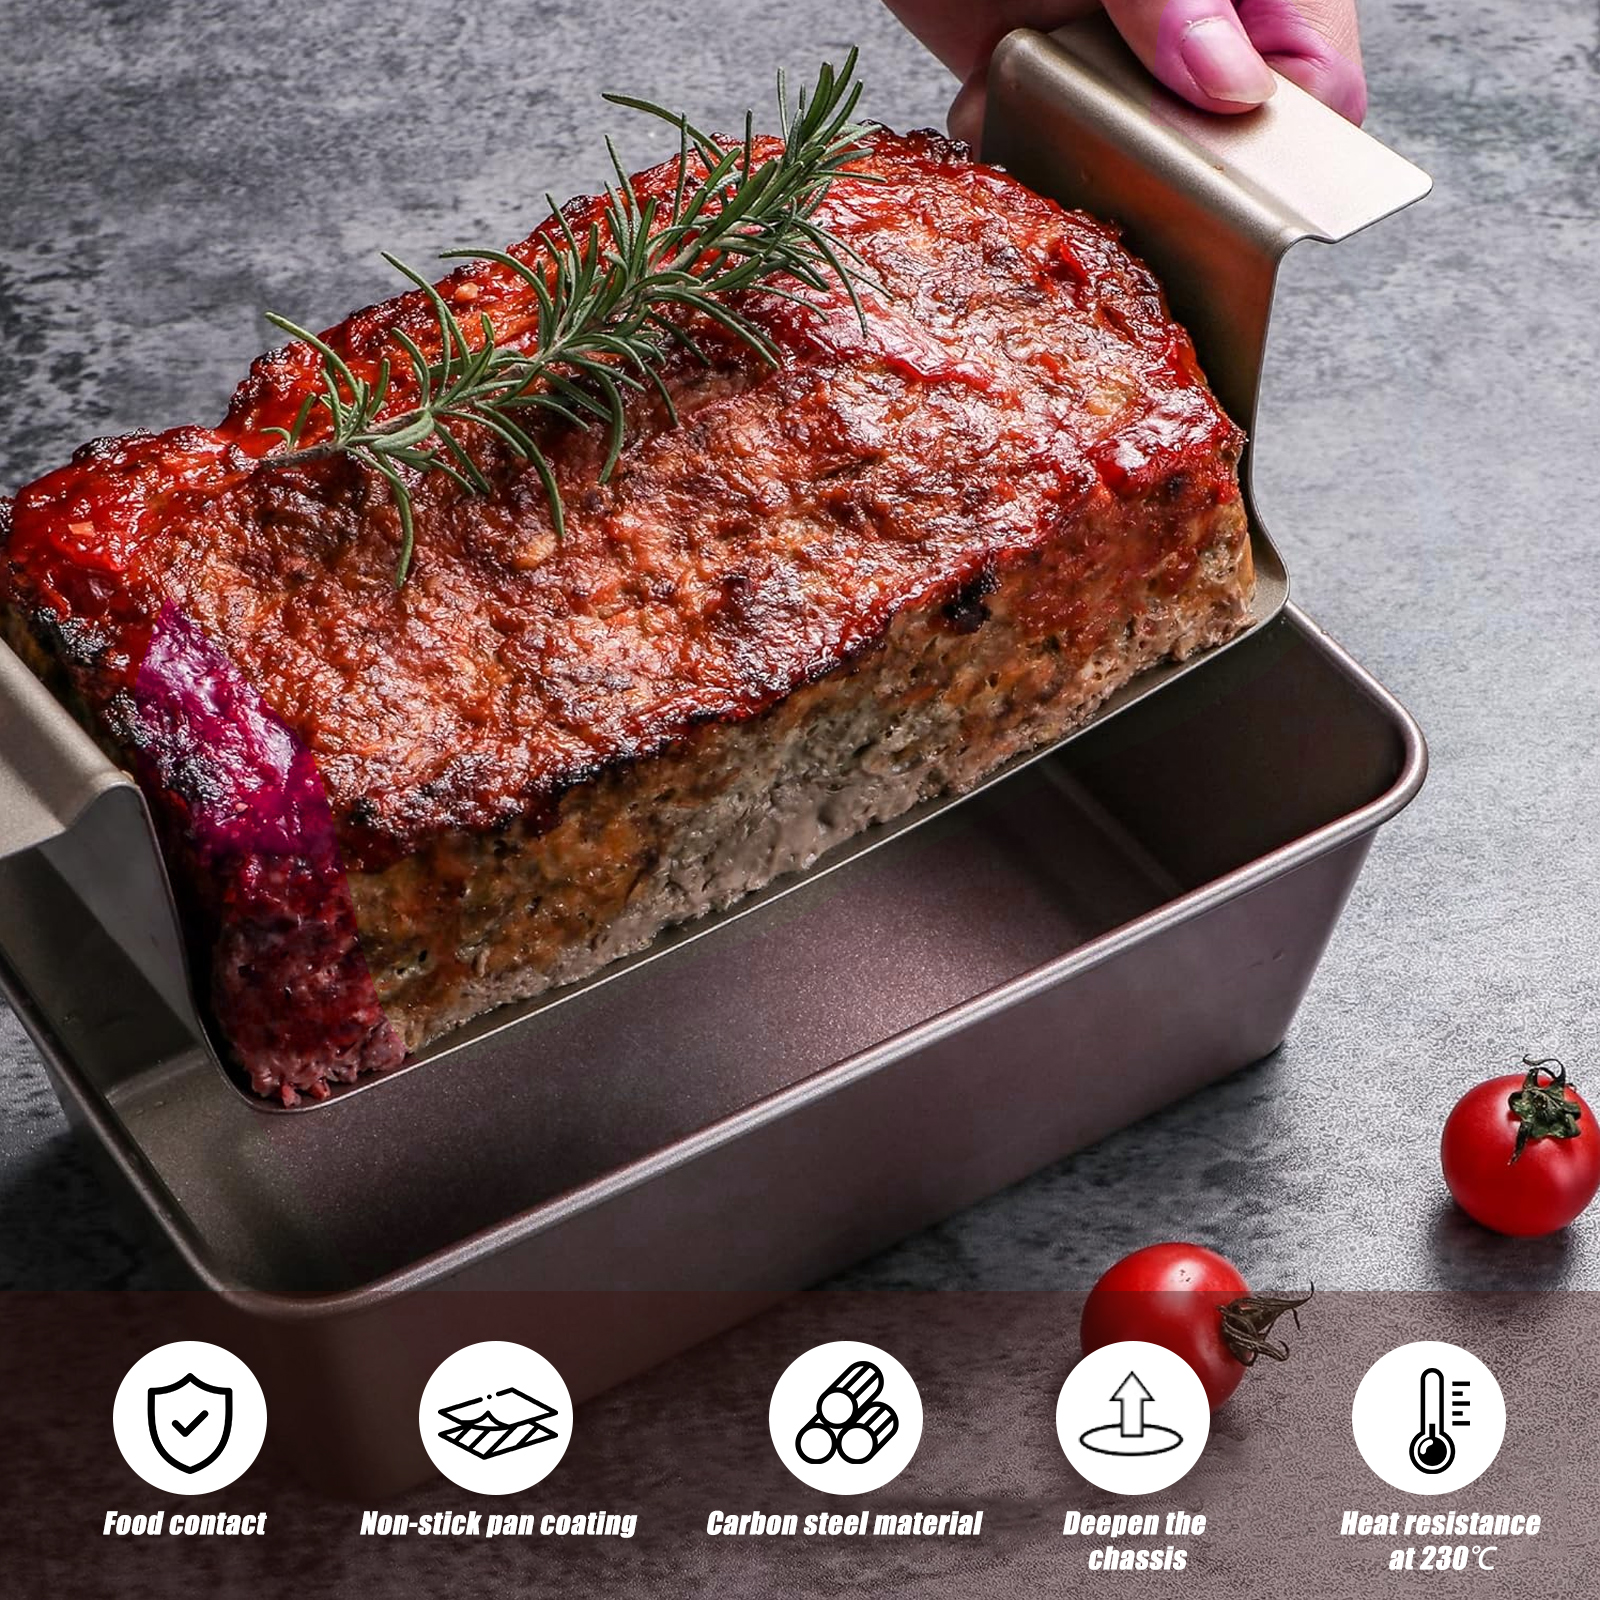 Food contact
Non-stick pan coating
Carbon steel material
Deepen the
chassis
Heat resistance
at 230℃